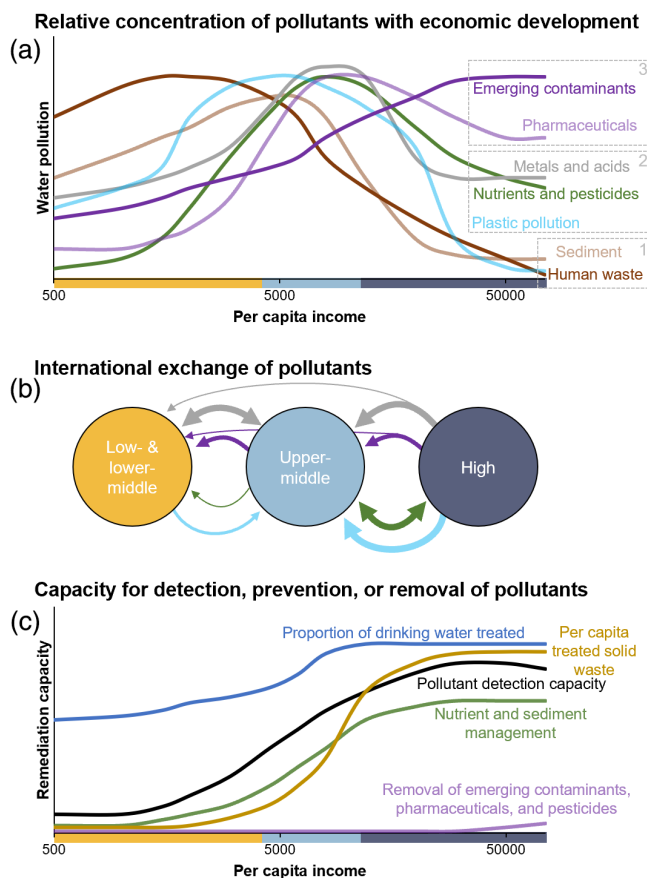 Relative concentration of pollutants with economic development
(a)
Water pollution
3
Emerging contaminants
Pharmaceuticals
Metals and acids
2
Nutrients and pesticides
Plastic pollution
Sediment
1
Human waste
500
5000
50000
Per capita income
International exchange of pollutants
(b)
Low- &
lower-
middle
Upper-
middle
High
Capacity for detection, prevention, or removal of pollutants
(c)
Remediation capacity
Proportion of drinking water treated
Per capita
treated solid
waste
Pollutant detection capacity
Nutrient and sediment
management
Removal of emerging contaminants,
pharmaceuticals, and pesticides
500
5000
50000
Per capita income